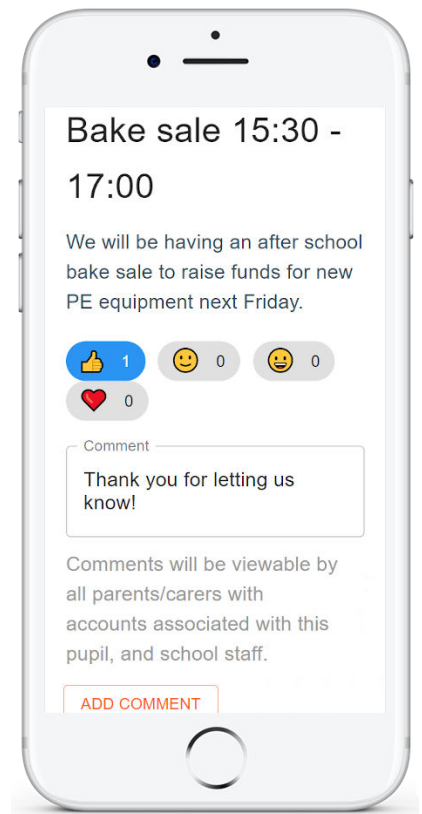 Bake sale 15:30 -
17:00
We will be having an after school
bake sale to raise funds for new
PE equipment next Friday.
👍 1 🙂 0 😀 0
❤️ 0
Comment
Thank you for letting us
know!
Comments will be viewable by
all parents/carers with
accounts associated with this
pupil, and school staff.
ADD COMMENT